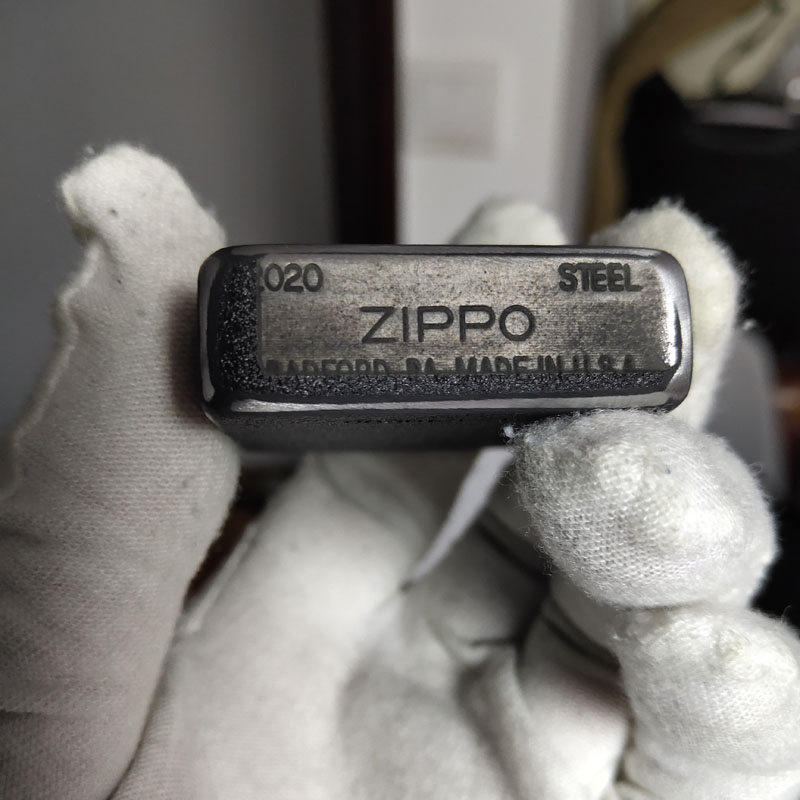 2020 STEEL
ZIPPO
BRADFORD, PA. MADE IN U.S.A.